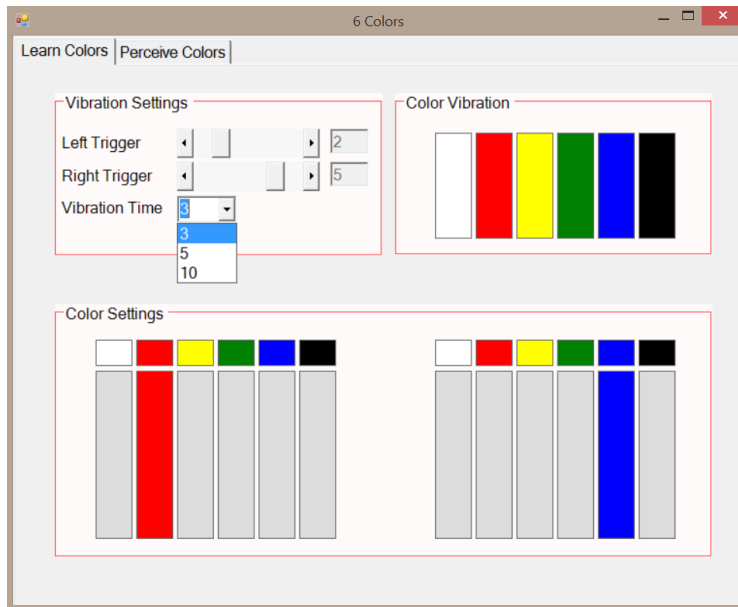 6 Colors
Learn Colors Perceive Colors
Vibration Settings
Left Trigger 2
Right Trigger 5
Vibration Time 3
3
5
10
Color Vibration
Color Settings